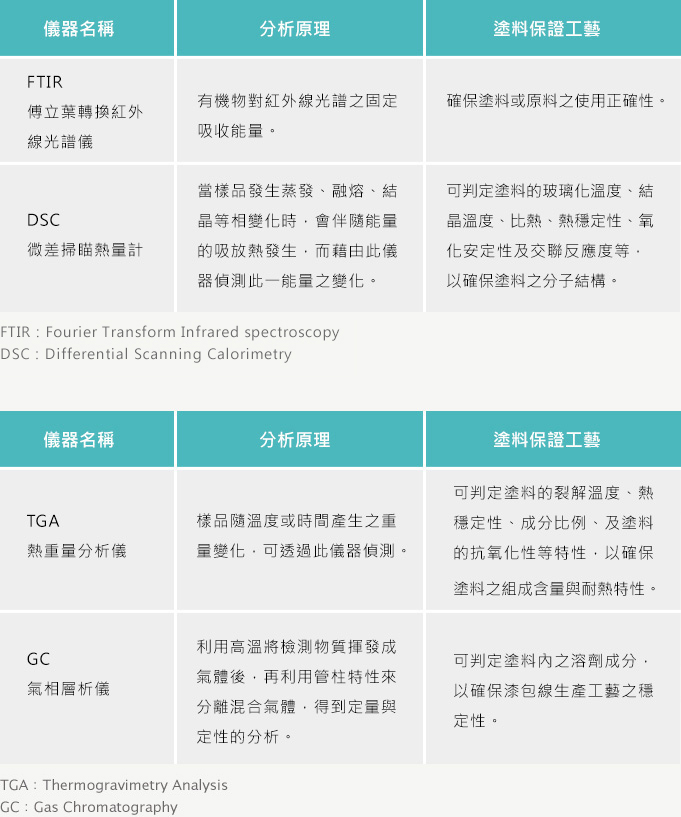 儀器名稱
分析原理
塗料保證工藝
FTIR
傅立葉轉換紅外
線光譜儀
有機物對紅外線光譜之固定
吸收能量。
確保塗料或原料之使用正確性。
DSC
微差掃瞄熱量計
當樣品發生蒸發、融熔、結
晶等相變化時，會伴隨能量
的吸放熱發生，而藉由此儀
器偵測此一能量之變化。
可判定塗料的玻璃化溫度、結
晶溫度、比熱、熱穩定性、氧
化安定性及交聯反應度等，
以確保塗料之分子結構。
FTIR：Fourier Transform Infrared spectroscopy
DSC：Differential Scanning Calorimetry
儀器名稱
分析原理
塗料保證工藝
TGA
熱重量分析儀
樣品隨溫度或時間產生之重
量變化，可透過此儀器偵測。
可判定塗料的裂解溫度、熱
穩定性、成分比例、及塗料
的抗氧化性等特性，以確保
塗料之組成含量與耐熱特性。
GC
氣相層析儀
利用高溫將檢測物質揮發成
氣體後，再利用管柱特性來
分離混合氣體，得到定量與
定性的分析。
可判定塗料內之溶劑成分，
以確保漆包線生產工藝之穩
定性。
TGA：Thermogravimetry Analysis
GC：Gas Chromatography